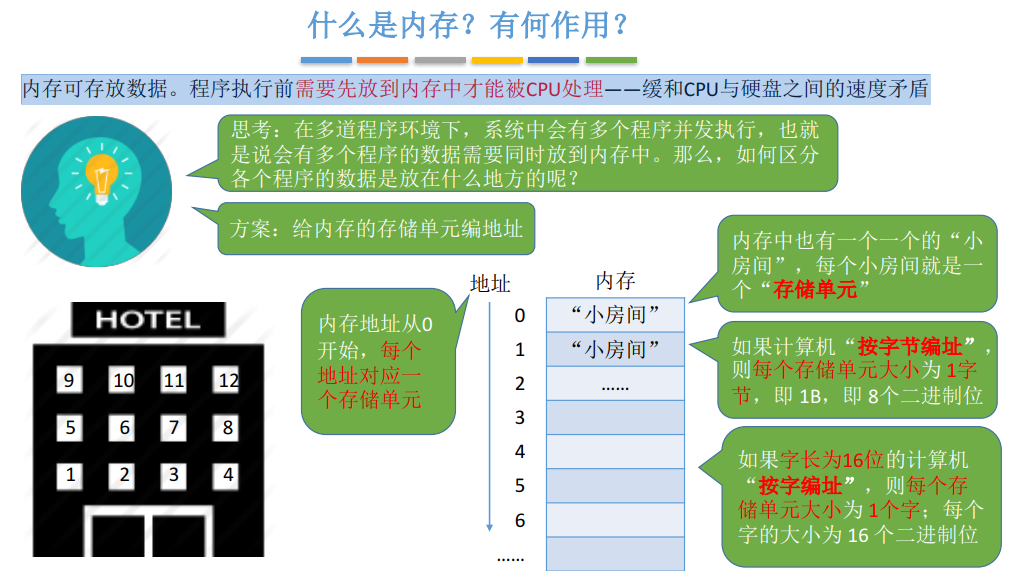 什么是内存？有何作用？
内存可存放数据。程序执行前需要先放到内存中才能被CPU处理——缓和CPU与硬盘之间的速度矛盾
思考：在多道程序环境下，系统中会有多个程序并发执行，也就
是说会有多个程序的数据需要同时放到内存中。那么，如何区分
各个程序的数据是放在什么地方的呢？
方案：给内存的存储单元编地址
内存中也有一个一个的“小
房间”，每个小房间就是一
个“存储单元”
地址
内存
内存地址从0
开始，每个
地址对应一
个存储单元
0
“小房间”
1
“小房间”
2
……
3
4
5
6
……
如果计算机“按字节编址”，
则每个存储单元大小为 1字
节，即 1B，即 8个二进制位
如果字长为16位的计算机
“按字编址”，则每个存
储单元大小为 1个字；每个
字的大小为 16 个二进制位
HOTEL
9 10 11 12
5 6 7 8
1 2 3 4